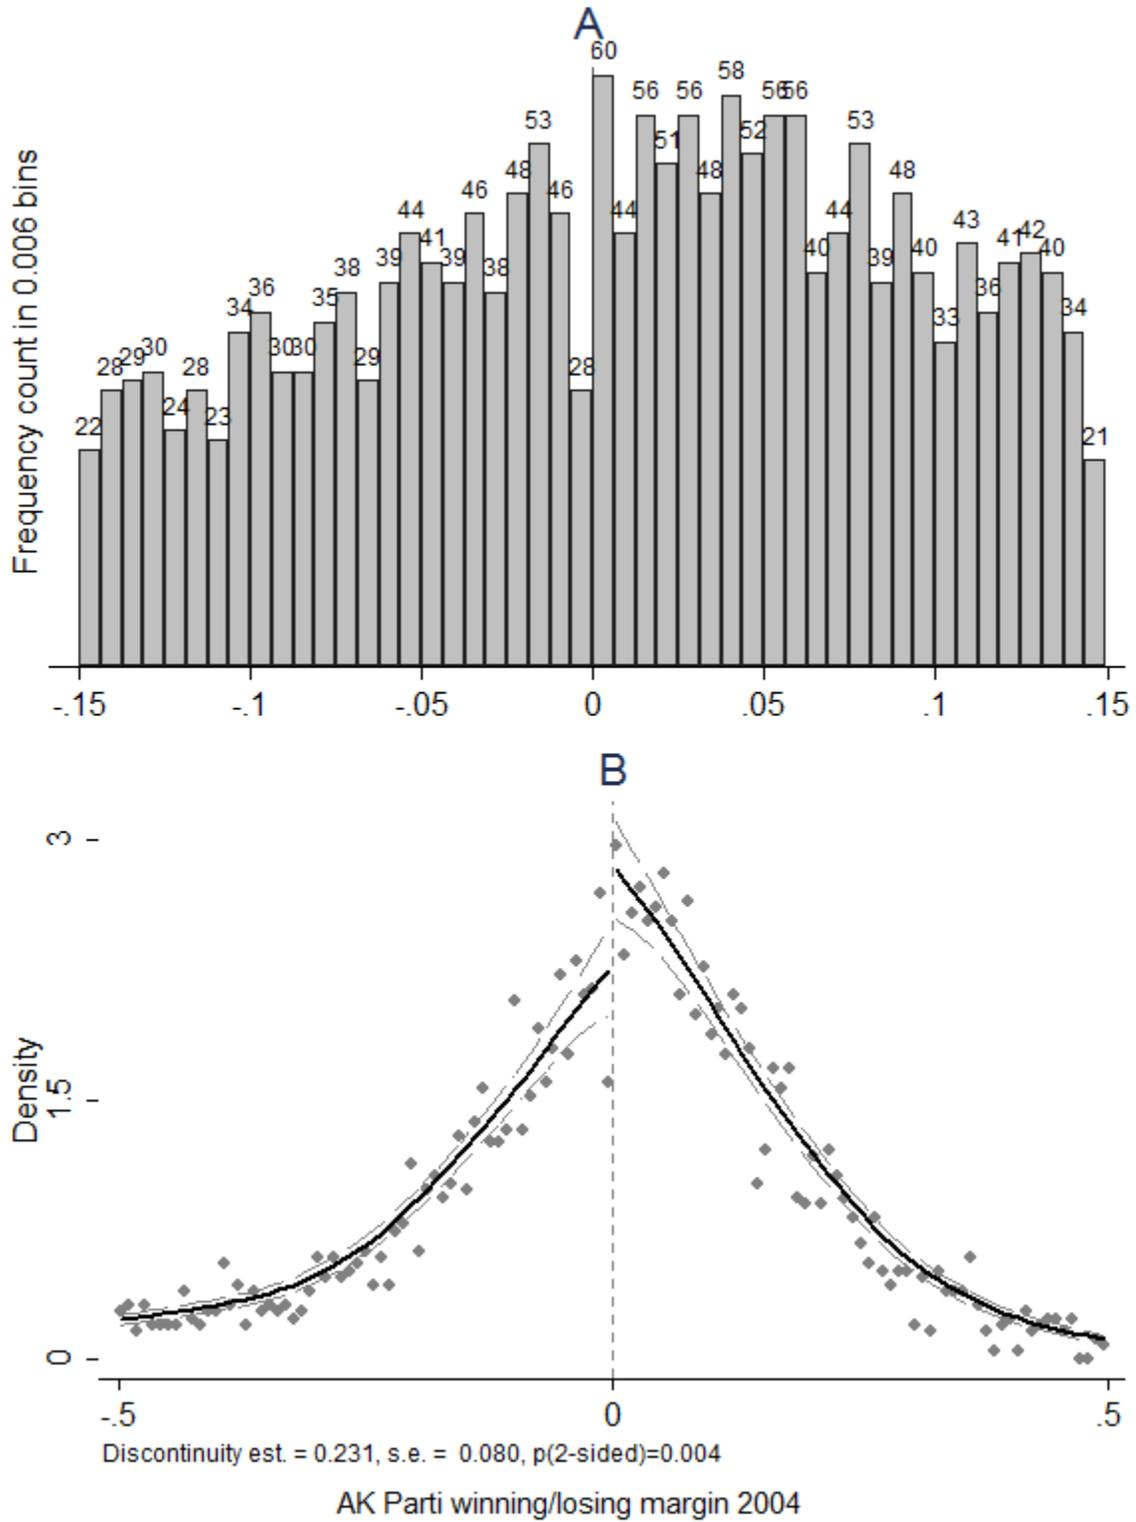 A
60
58
56 56 56 56
53 53
52
51
48 48 48
46 46
44 44 44
43
42
41 41
40 40 40
39 39 39
38 38
36 36
35
34 34
33
30 30 30
29 29
28 28 28
24
23
22
21
Frequency count in 0.006 bins
-.15 -.1 -.05 0 .05 .1 .15
B
3
1.5
0
Density
-.5 0 .5
Discontinuity est. = 0.231, s.e. = 0.080, p(2-sided)=0.004
AK Parti winning/losing margin 2004